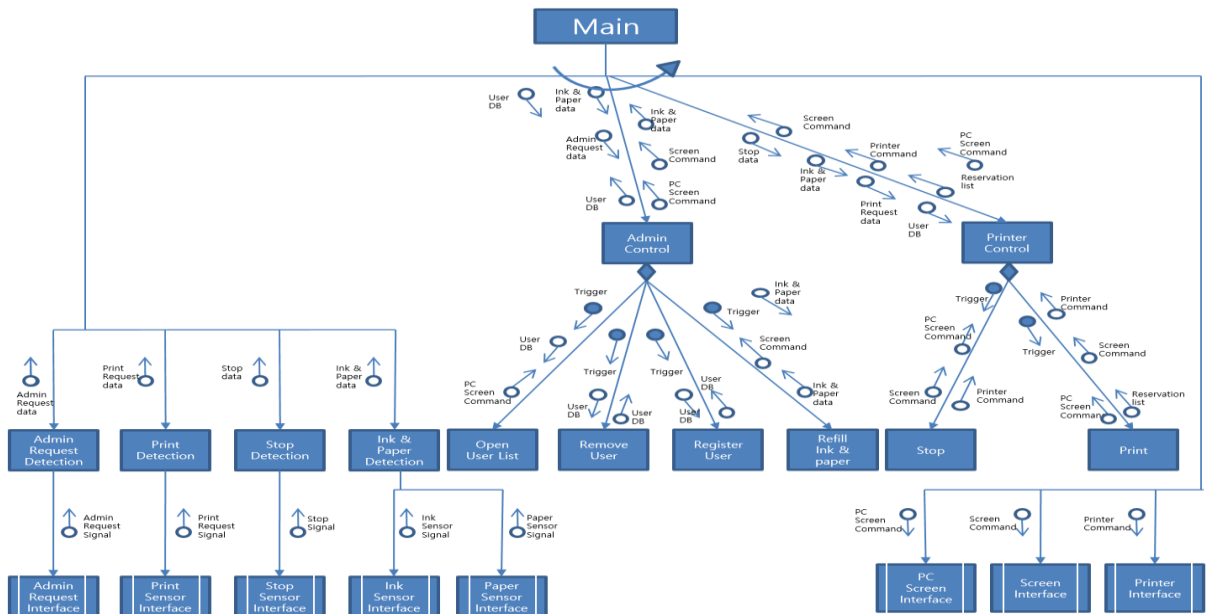 Main
User
DB
Ink &
Paper
data
Ink &
Paper
data
Admin
Request
data
Screen
Command
User
DB
PC
Screen
Command
Screen
Command
Stop
data
Printer
Command
PC
Screen
Command
Ink &
Paper
data
Reservation
list
Print
Request
data
User
DB
Admin
Control
Printer
Control
Trigger
Trigger
Ink &
Paper
data
User
DB
Trigger
Trigger
Screen
Command
PC
Screen
Command
User
DB
User
DB
User
DB
User
DB
Ink &
Paper
data
Trigger
Printer
Command
PC
Screen
Command
Trigger
Screen
Command
Screen
Command
Printer
Command
PC
Screen
Command
Reservation
list
Admin
Request
data
Print
Request
data
Stop
data
Ink &
Paper
data
Admin
Request
Detection
Print
Detection
Stop
Detection
Ink &
Paper
Detection
Open
User List
Remove
User
Register
User
Refill
Ink &
paper
Stop
Print
Admin
Request
Signal
Print
Request
Signal
Stop
Signal
Ink
Sensor
Signal
Paper
Sensor
Signal
PC
Screen
Command
Screen
Command
Printer
Command
Admin
Request
Interface
Print
Sensor
Interface
Stop
Sensor
Interface
Ink
Sensor
Interface
Paper
Sensor
Interface
PC
Screen
Interface
Screen
Interface
Printer
Interface